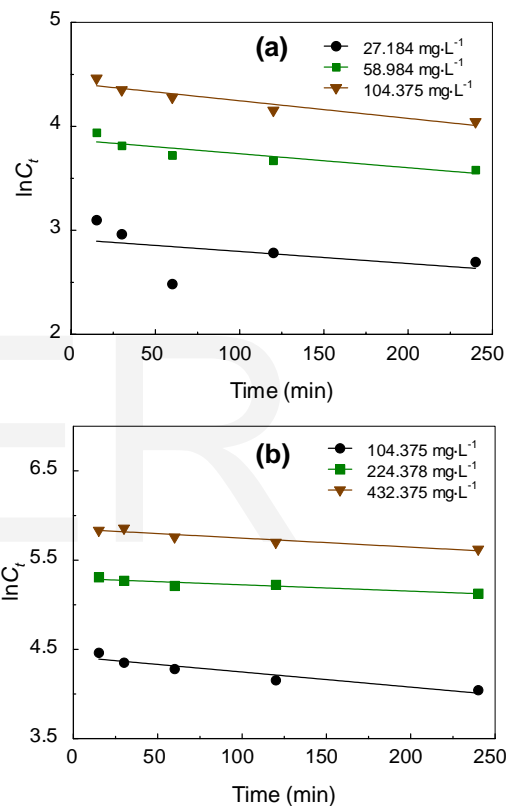 (a)
27.184 mg·L⁻¹
58.984 mg·L⁻¹
104.375 mg·L⁻¹
5
4
3
2
lnCₜ
0
50
100
150
200
250
Time (min)
(b)
104.375 mg·L⁻¹
224.378 mg·L⁻¹
432.375 mg·L⁻¹
6.5
5.5
4.5
3.5
lnCₜ
0
50
100
150
200
250
Time (min)